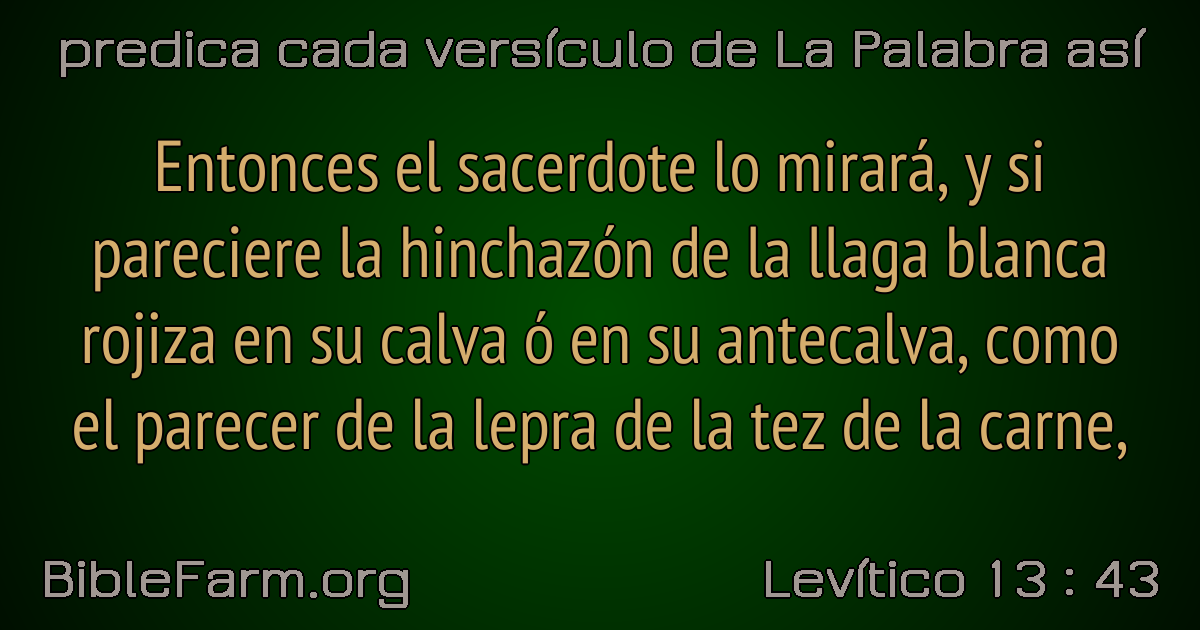 predica cada versículo de La Palabra así
Entonces el sacerdote lo mirará, y si
pareciere la hinchazón de la llaga blanca
rojiza en su calva ó en su antecalva, como
el parecer de la lepra de la tez de la carne,
BibleFarm.org
Levítico 13 : 43